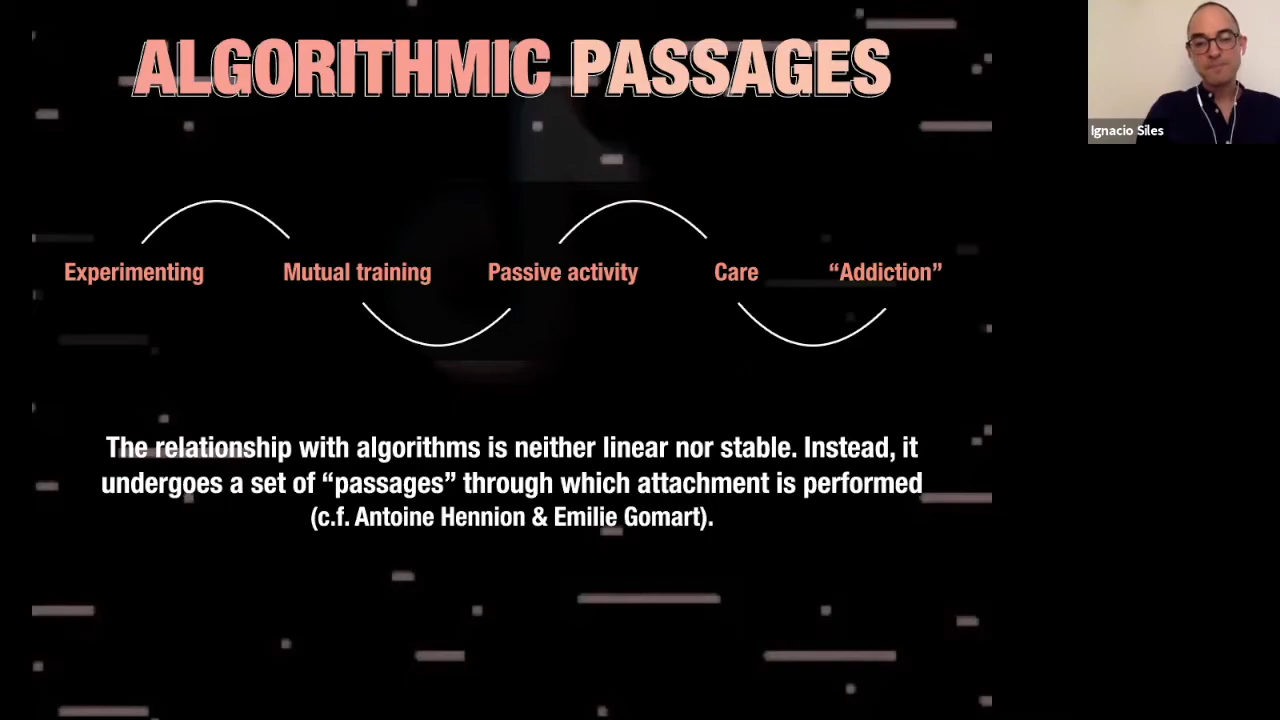 ALGORITHMIC PASSAGES
Ignacio Siles
Experimenting
Mutual training
Passive activity
Care
“Addiction”
The relationship with algorithms is neither linear nor stable. Instead, it
undergoes a set of “passages” through which attachment is performed
(c.f. Antoine Hennion & Emilie Gomart).